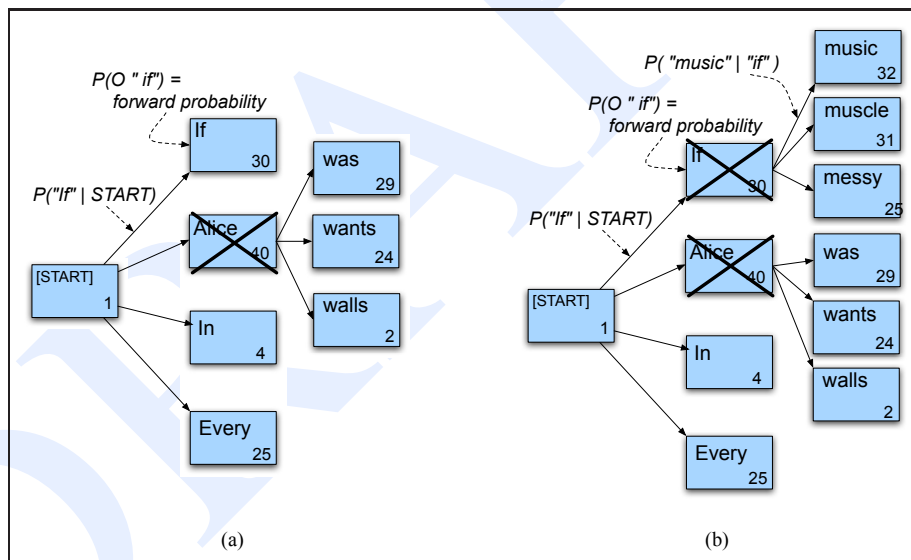 P(O " if") =
forward probability
If
30
P("If" | START)
was
29
Alice
40
wants
24
[START]
1
walls
2
In
4
Every
25
(a)
P( "music" | "if" )
music
32
P(O " if") =
forward probability
muscle
31
If
30
messy
25
P("If" | START)
was
29
Alice
40
[START]
1
wants
24
In
4
walls
2
Every
25
(b)